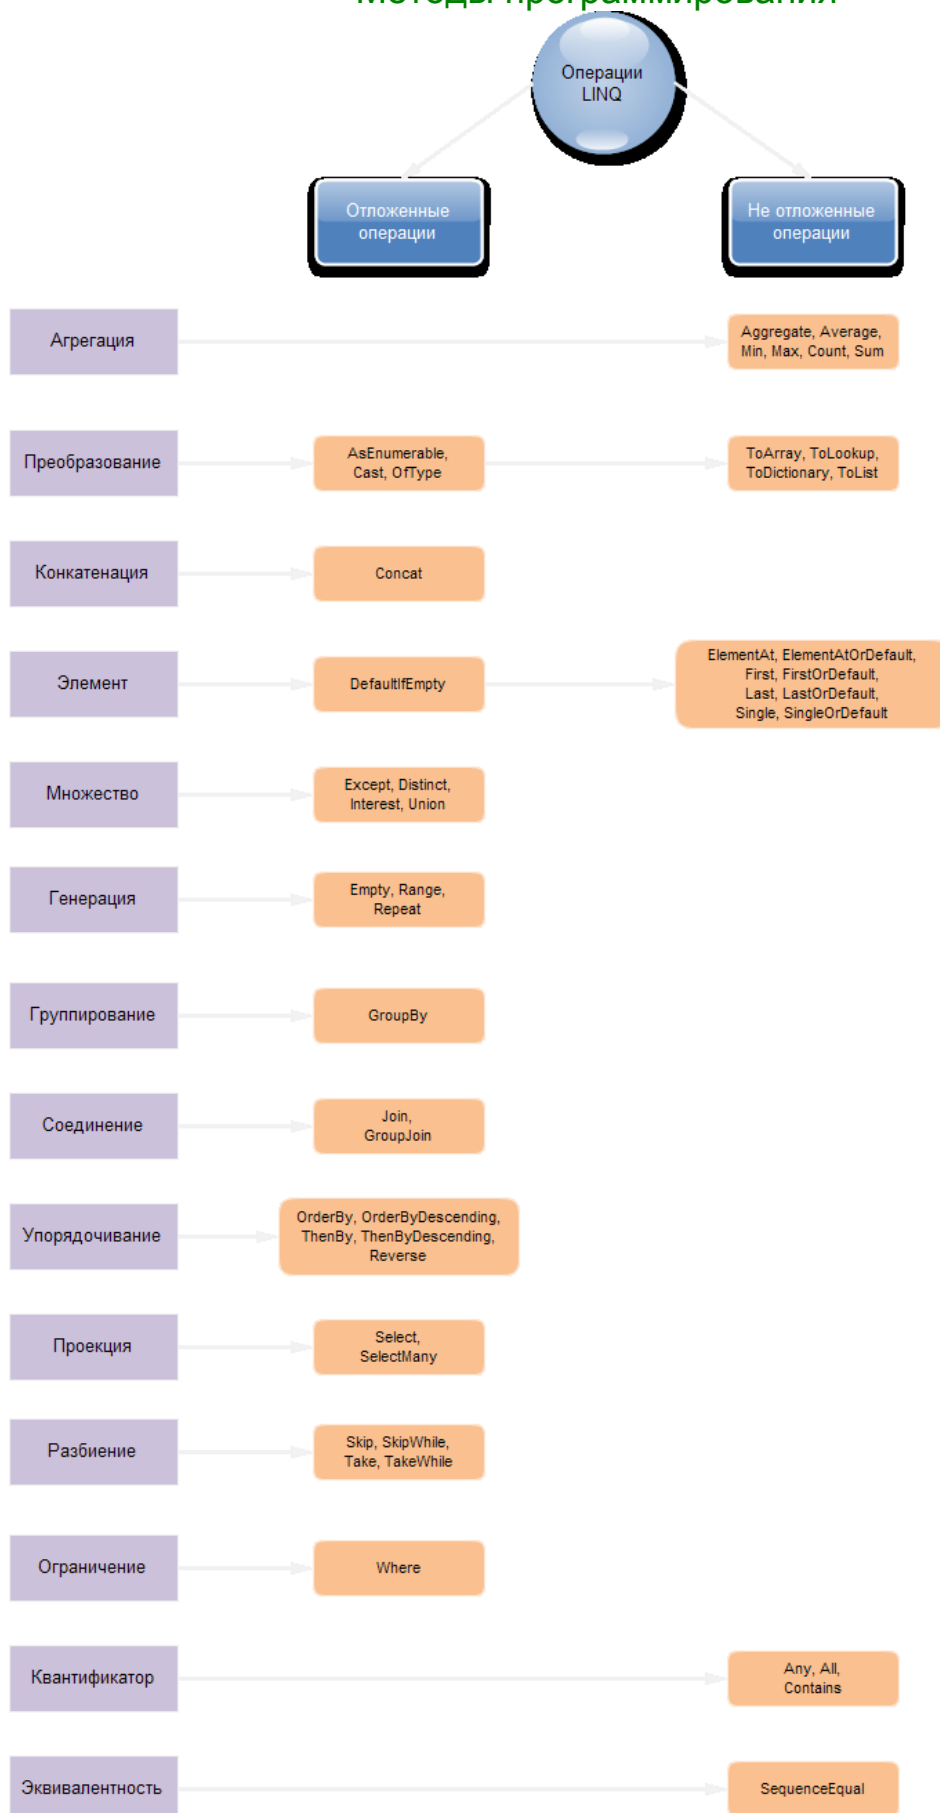 Методы программирования
Операции
LINQ
Отложенные
операции
Не отложенные
операции
Агрегация
Aggregate, Average,
Min, Max, Count, Sum
Преобразование
AsEnumerable,
Cast, OfType
ToArray, ToLookup,
ToDictionary, ToList
Конкатенация
Concat
Элемент
DefaultIfEmpty
ElementAt, ElementAtOrDefault,
First, FirstOrDefault,
Last, LastOrDefault,
Single, SingleOrDefault
Множество
Except, Distinct,
Interest, Union
Генерация
Empty, Range,
Repeat
Группирование
GroupBy
Соединение
Join,
GroupJoin
Упорядочивание
OrderBy, OrderByDescending,
ThenBy, ThenByDescending,
Reverse
Проекция
Select,
SelectMany
Разбиение
Skip, SkipWhile,
Take, TakeWhile
Ограничение
Where
Квантификатор
Any, All,
Contains
Эквивалентность
SequenceEqual